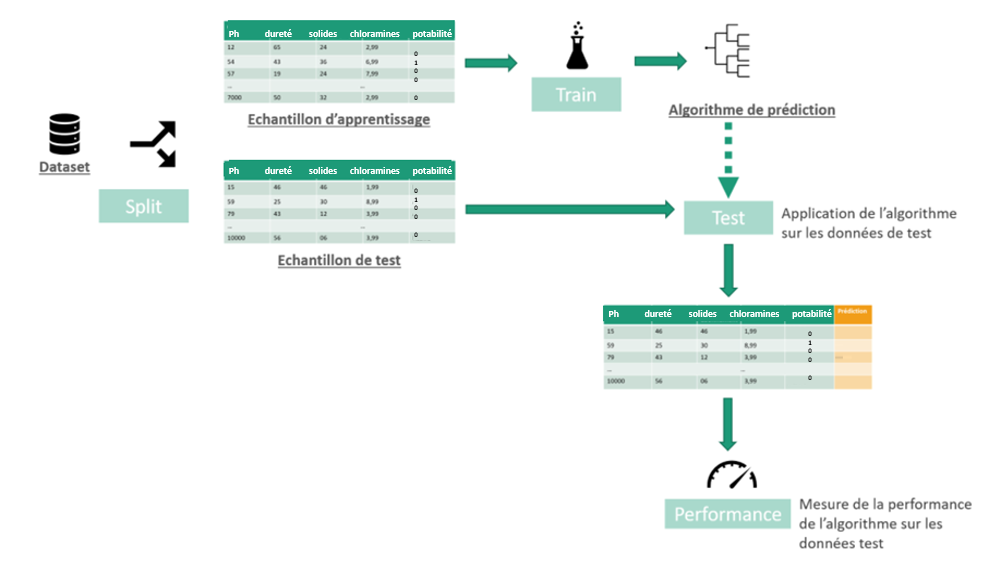 Ph dureté solides chloramines potabilité
12 65 24 2,99
0
54 43 36 6,99 1
57 19 24 7,99 0
0
... ...
7000 50 32 2,99 0
Echantillon d'apprentissage
Train
Algorithme de prédiction
Dataset
Split
Ph dureté solides chloramines potabilité
15 46 46 1,99 0
59 25 30 8,99 1
0
79 43 12 3,99 0
... ...
10000 56 06 3,99 0
Echantillon de test
Test
Application de l'algorithme
sur les données de test
Ph dureté solides chloramines potabilité Prédiction
15 46 46 1,99 0
59 25 30 8,99 1
0
79 43 12 3,99 0 ...
... ...
10000 56 06 3,99 0
Performance
Mesure de la performance
de l'algorithme sur les
données test